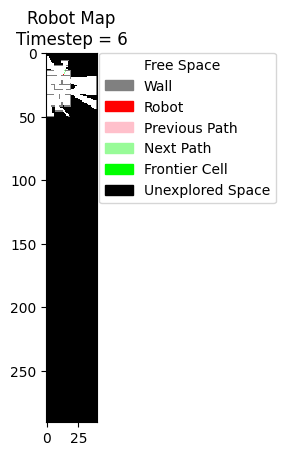 Robot Map
Timestep = 6
0
50
100
150
200
250
0
25
Free Space
Wall
Robot
Previous Path
Next Path
Frontier Cell
Unexplored Space